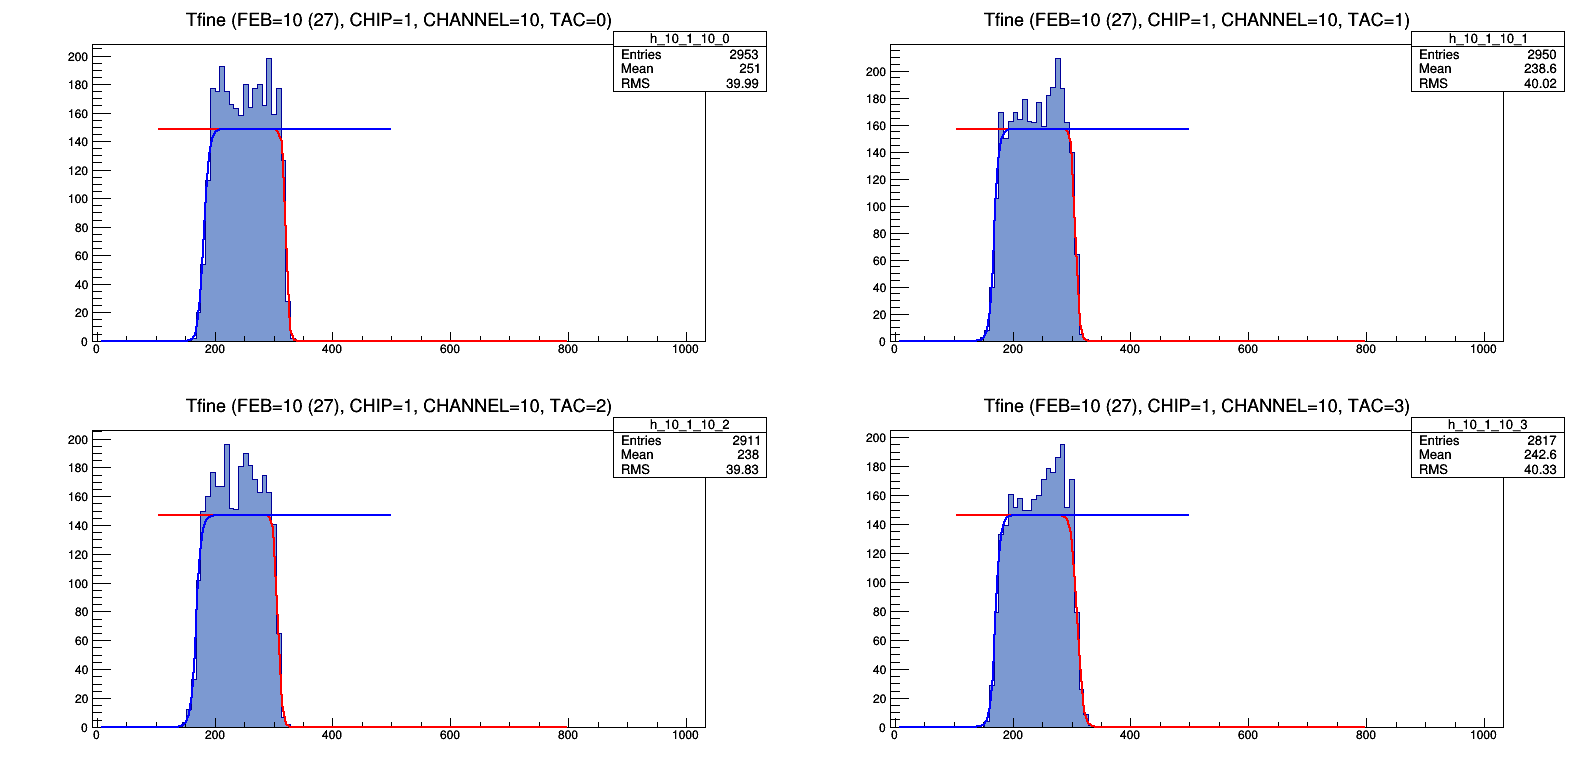 Tfine (FEB=10 (27), CHIP=1, CHANNEL=10, TAC=0)
h_10_1_10_0
Entries 2953
Mean 251
RMS 39.99
200
180
160
140
120
100
80
60
40
20
0
0 200 400 600 800 1000
Tfine (FEB=10 (27), CHIP=1, CHANNEL=10, TAC=1)
h_10_1_10_1
Entries 2950
Mean 238.6
RMS 40.02
200
180
160
140
120
100
80
60
40
20
0
0 200 400 600 800 1000
Tfine (FEB=10 (27), CHIP=1, CHANNEL=10, TAC=2)
h_10_1_10_2
Entries 2911
Mean 238
RMS 39.83
200
180
160
140
120
100
80
60
40
20
0
0 200 400 600 800 1000
Tfine (FEB=10 (27), CHIP=1, CHANNEL=10, TAC=3)
h_10_1_10_3
Entries 2817
Mean 242.6
RMS 40.33
200
180
160
140
120
100
80
60
40
20
0
0 200 400 600 800 1000